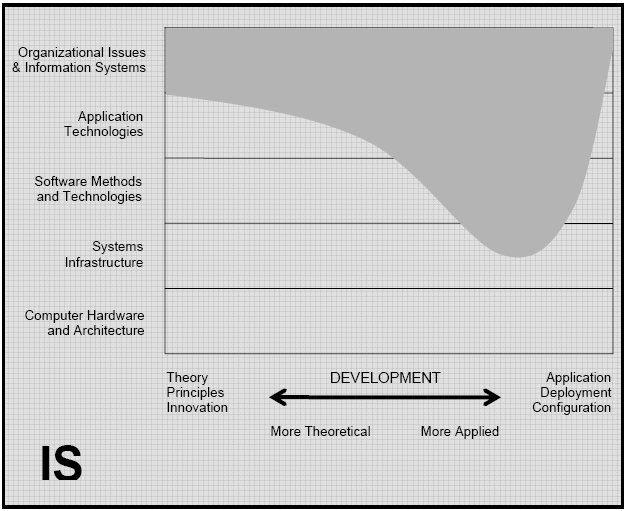 Organizational Issues
& Information Systems
Application
Technologies
Software Methods
and Technologies
Systems
Infrastructure
Computer Hardware
and Architecture
Theory
Principles
Innovation
DEVELOPMENT
Application
Deployment
Configuration
More Theoretical
More Applied
IS